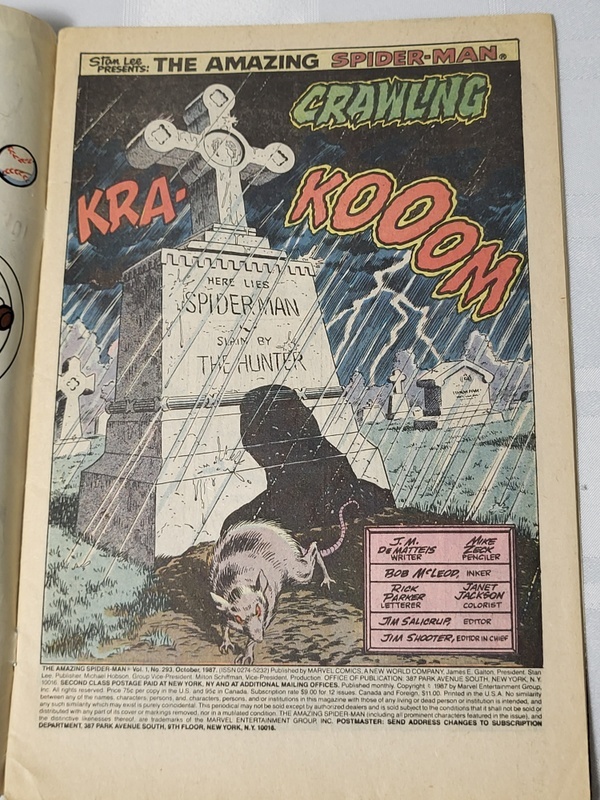 Stan Lee PRESENTS: THE AMAZING SPIDER-MAN®
CRAWLING
KRA-
KOOOM
HERE LIES
SPIDERMAN
SLAIN BY
THE HUNTER
J.M. DeMATTEIS WRITER
MIKE ZECK PENCILER
BOB McLEOD, INKER
RICK PARKER LETTERER
JANET JACKSON COLORIST
JIM SALICRUP, EDITOR
JIM SHOOTER, EDITOR IN CHIEF
THE AMAZING SPIDER-MAN® Vol. 1, No. 293, October, 1987. (ISSN 0274-5232) Published by MARVEL COMICS, A NEW WORLD COMPANY, James E. Galton, President. Stan
Lee, Publisher. Michael Hobson, Group Vice-President. Milton Schiffman, Vice-President, Production. OFFICE OF PUBLICATION: 387 PARK AVENUE SOUTH, NEW YORK, N.Y.
10016. SECOND CLASS POSTAGE PAID AT NEW YORK, NY AND AT ADDITIONAL MAILING OFFICES. Published monthly. Copyright © 1987 by Marvel Entertainment Group,
Inc. All rights reserved. Price 75¢ per copy in the U.S. and 95¢ in Canada. Subscription rate $9.00 for 12 issues. Canada and Foreign, $11.00. Printed in the U.S.A. No similarity
between any of the names, characters, persons, and/or institutions in this magazine with those of any living or dead person or institution is intended, and
any such similarity which may exist is purely coincidental. This periodical may not be sold except by authorized dealers and is sold subject to the conditions that it shall not be sold or
distributed with any part of its cover or markings removed, nor in a mutilated condition. THE AMAZING SPIDER-MAN (including all prominent characters featured in the issue), and
the distinctive likenesses thereof, are trademarks of the MARVEL ENTERTAINMENT GROUP, INC. POSTMASTER: SEND ADDRESS CHANGES TO SUBSCRIPTION
DEPARTMENT, 387 PARK AVENUE SOUTH, 9TH FLOOR, NEW YORK, N.Y. 10016.